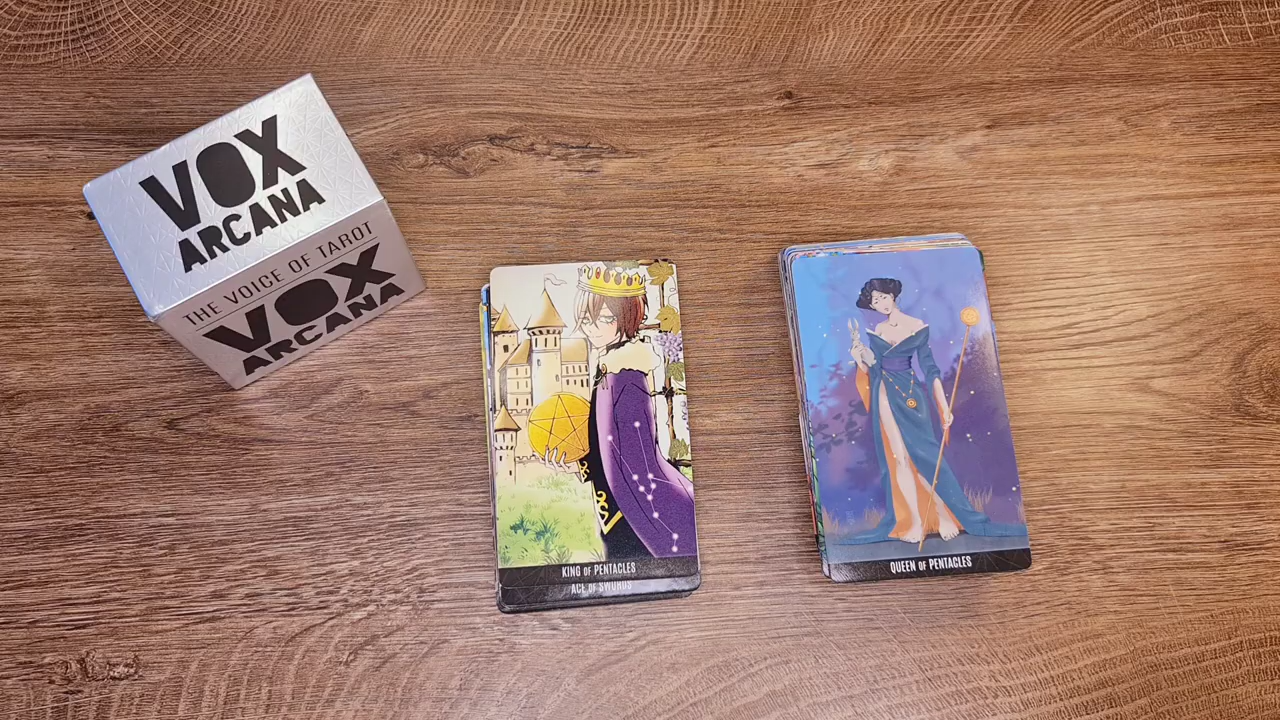 VOX
ARCANA
THE VOICE OF TAROT
VOX
ARCANA
KING OF PENTACLES
ACE OF SWORDS
QUEEN OF PENTACLES